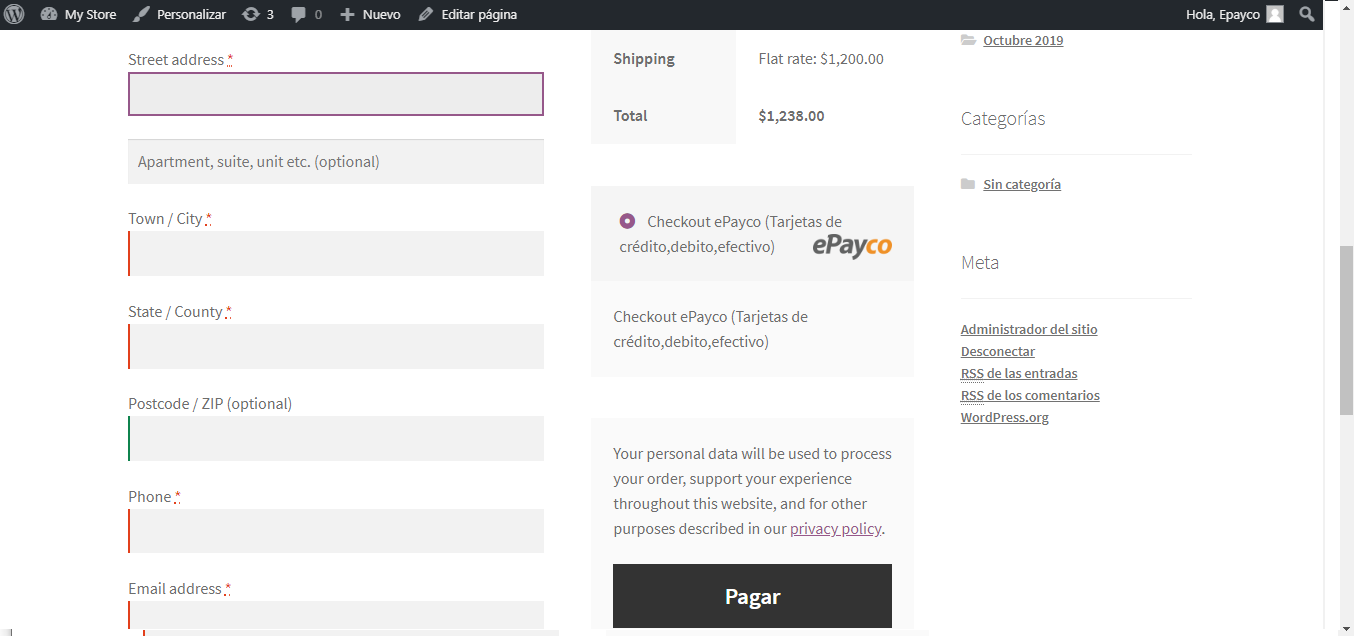 My Store Personalizar 3 0 Nuevo Editar página Hola, Epayco
Street address *
Apartment, suite, unit etc. (optional)
Town / City *
State / County *
Postcode / ZIP (optional)
Phone *
Email address *
Shipping Flat rate: $1,200.00
Total $1,238.00
Checkout ePayco (Tarjetas de
crédito,debito,efectivo) ePayco
Checkout ePayco (Tarjetas de
crédito,debito,efectivo)
Your personal data will be used to process
your order, support your experience
throughout this website, and for other
purposes described in our privacy policy.
Pagar
Octubre 2019
Categorías
Sin categoría
Meta
Administrador del sitio
Desconectar
RSS de las entradas
RSS de los comentarios
WordPress.org